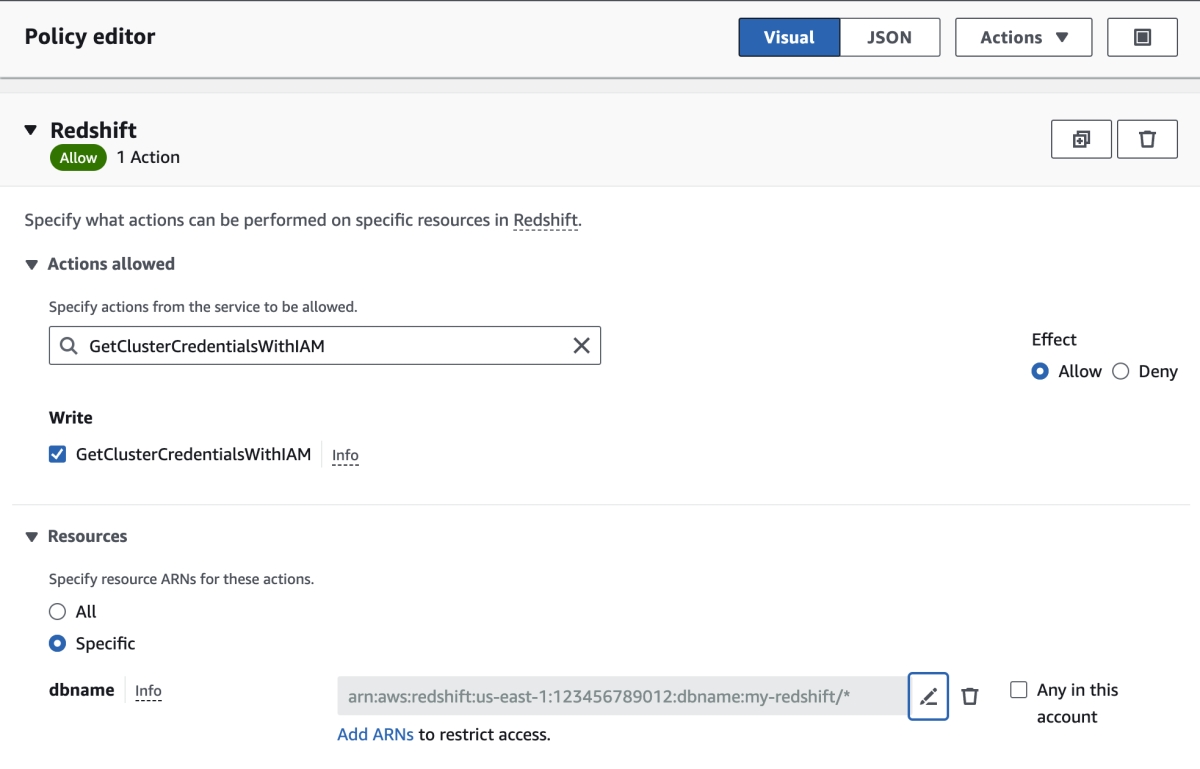 Policy editor
Visual
JSON
Actions
Redshift
Allow
1 Action
Specify what actions can be performed on specific resources in Redshift.
Actions allowed
Specify actions from the service to be allowed.
GetClusterCredentialsWithIAM
Effect
Allow
Deny
Write
GetClusterCredentialsWithIAM
Info
Resources
Specify resource ARNs for these actions.
All
Specific
dbname
Info
arn:aws:redshift:us-east-1:123456789012:dbname:my-redshift/*
Any in this
account
Add ARNs to restrict access.